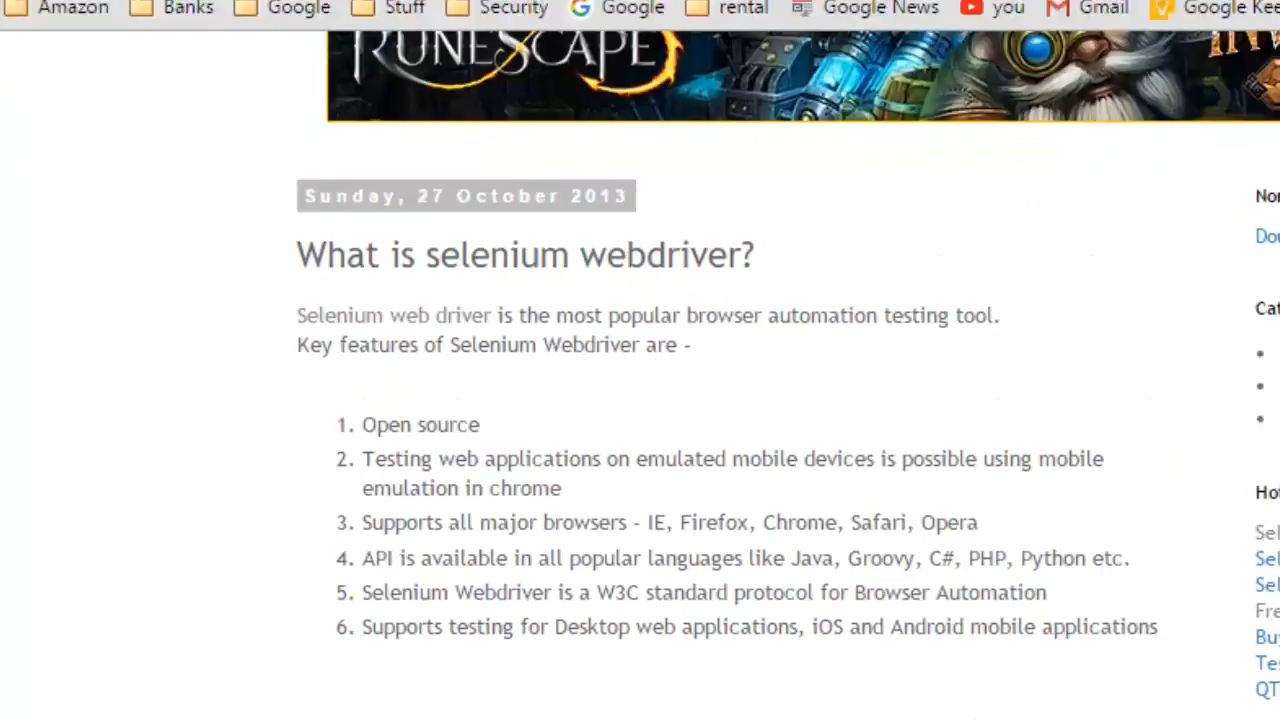 Amazon Banks Google Stuff Security Google rental Google News you Gmail Google Kee
RUNESCAPE
Sunday, 27 October 2013
What is selenium webdriver?
Selenium web driver is the most popular browser automation testing tool.
Key features of Selenium Webdriver are -
1. Open source
2. Testing web applications on emulated mobile devices is possible using mobile
emulation in chrome
3. Supports all major browsers - IE, Firefox, Chrome, Safari, Opera
4. API is available in all popular languages like Java, Groovy, C#, PHP, Python etc.
5. Selenium Webdriver is a W3C standard protocol for Browser Automation
6. Supports testing for Desktop web applications, iOS and Android mobile applications
Nor
Dou
Cat
Hot
Sel
Sel
Sel
Fre
Buy
Tes
QT